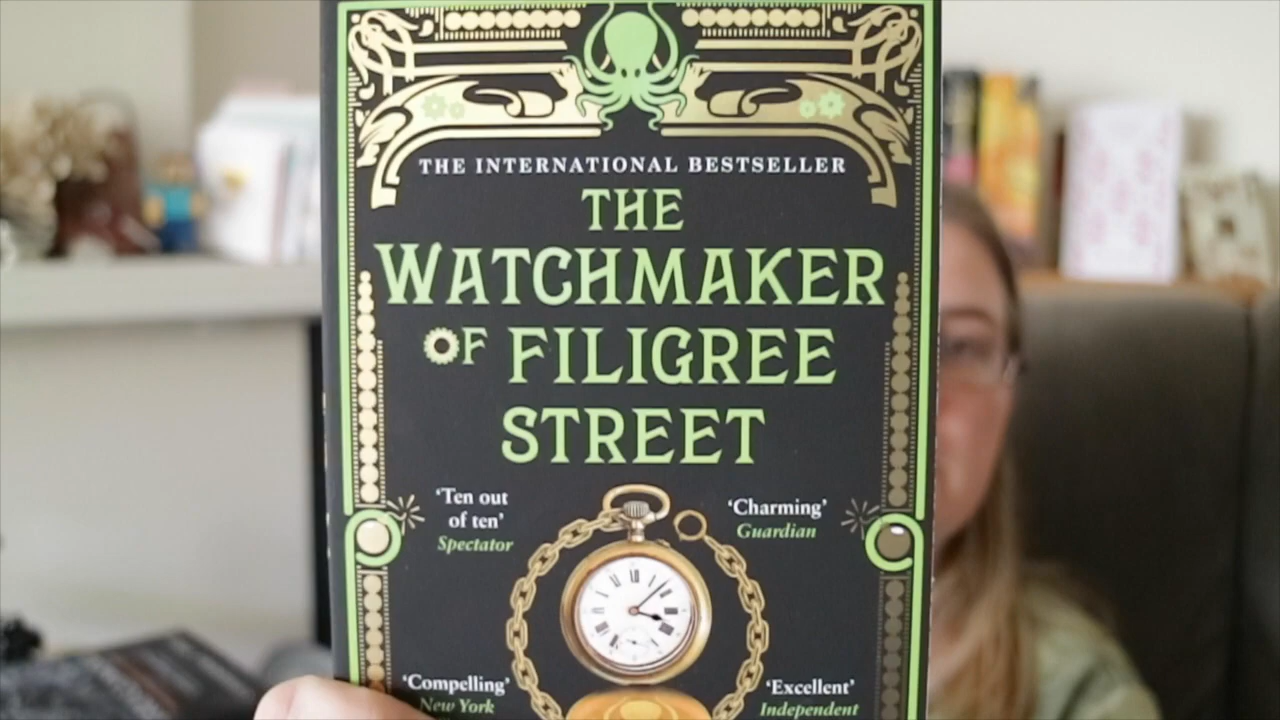 THE INTERNATIONAL BESTSELLER
THE
WATCHMAKER
OF FILIGREE
STREET
'Ten out
of ten'
Spectator
'Charming'
Guardian
'Compelling'
New York
'Excellent'
Independent